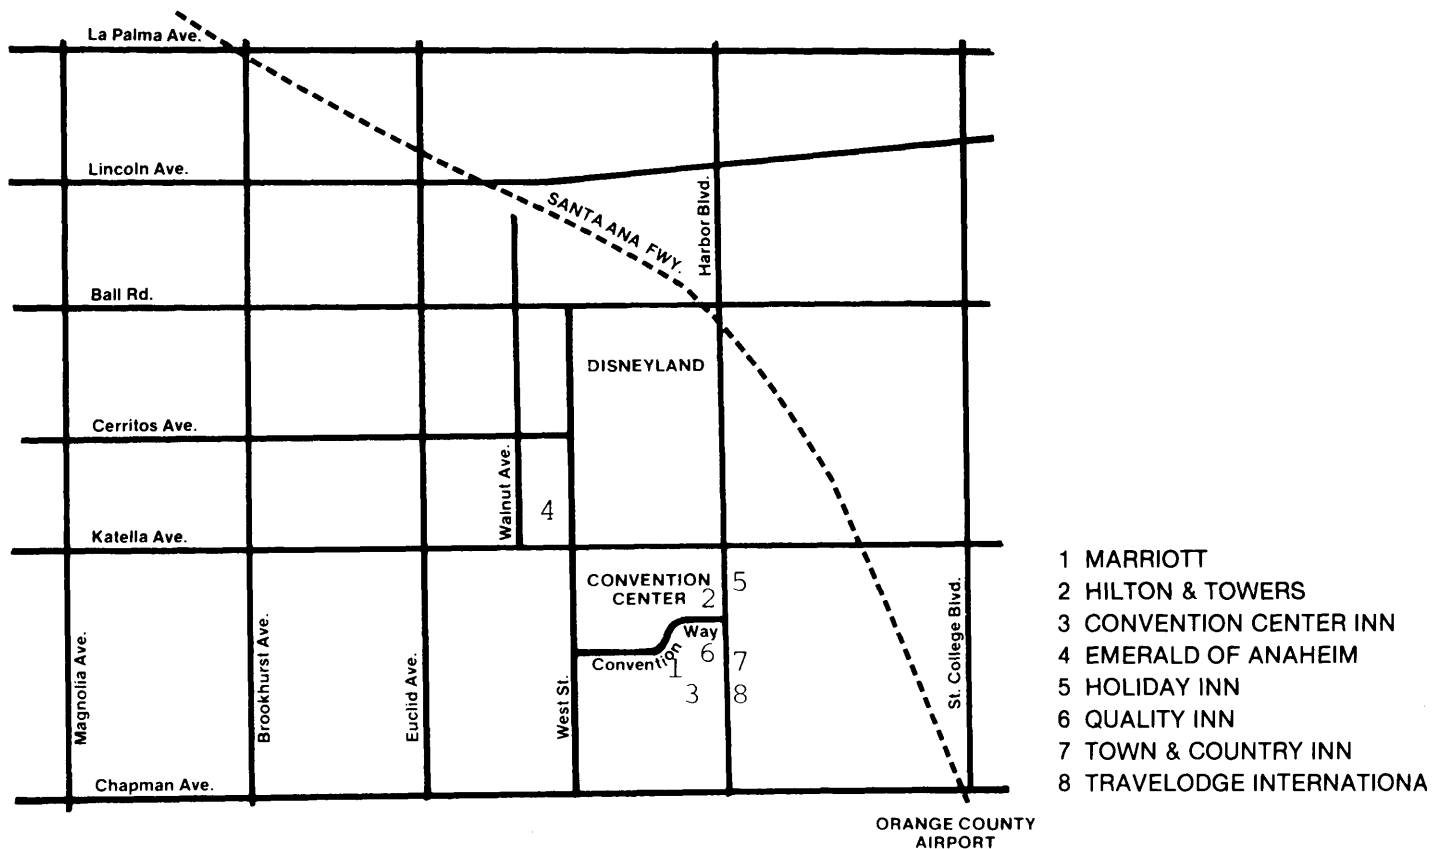 La Palma Ave.
Lincoln Ave.
SANTA ANA FWY.
Harbor Blvd.
Ball Rd.
DISNEYLAND
Cerritos Ave.
Walnut Ave.
4
Katella Ave.
CONVENTION
CENTER
2
5
Way
Convention
1
6
7
3
8
Magnolia Ave.
Brookhurst Ave.
Euclid Ave.
West St.
St. College Blvd.
Chapman Ave.
ORANGE COUNTY
AIRPORT
1 MARRIOTT
2 HILTON & TOWERS
3 CONVENTION CENTER INN
4 EMERALD OF ANAHEIM
5 HOLIDAY INN
6 QUALITY INN
7 TOWN & COUNTRY INN
8 TRAVELODGE INTERNATIONA